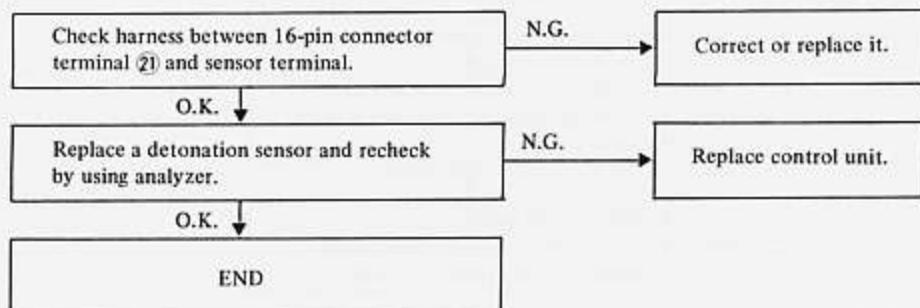 Check harness between 16-pin connector
terminal ㉑ and sensor terminal.
N.G.
Correct or replace it.
O.K.
Replace a detonation sensor and recheck
by using analyzer.
N.G.
Replace control unit.
O.K.
END